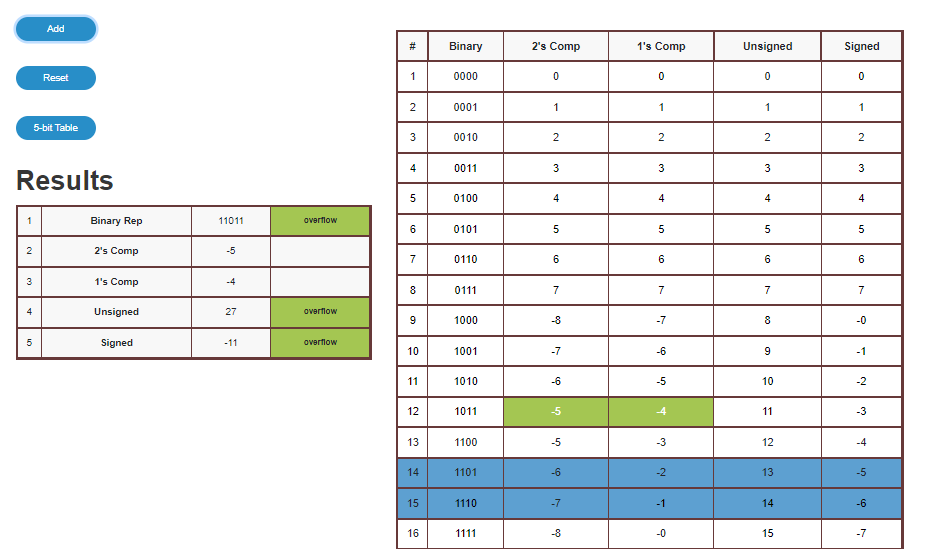 Add
Reset
5-bit Table
Results
1 Binary Rep 11011 overflow
2 2's Comp -5
3 1's Comp -4
4 Unsigned 27 overflow
5 Signed -11 overflow
# Binary 2's Comp 1's Comp Unsigned Signed
1 0000 0 0 0 0
2 0001 1 1 1 1
3 0010 2 2 2 2
4 0011 3 3 3 3
5 0100 4 4 4 4
6 0101 5 5 5 5
7 0110 6 6 6 6
8 0111 7 7 7 7
9 1000 -8 -7 8 -0
10 1001 -7 -6 9 -1
11 1010 -6 -5 10 -2
12 1011 -5 -4 11 -3
13 1100 -5 -3 12 -4
14 1101 -6 -2 13 -5
15 1110 -7 -1 14 -6
16 1111 -8 -0 15 -7